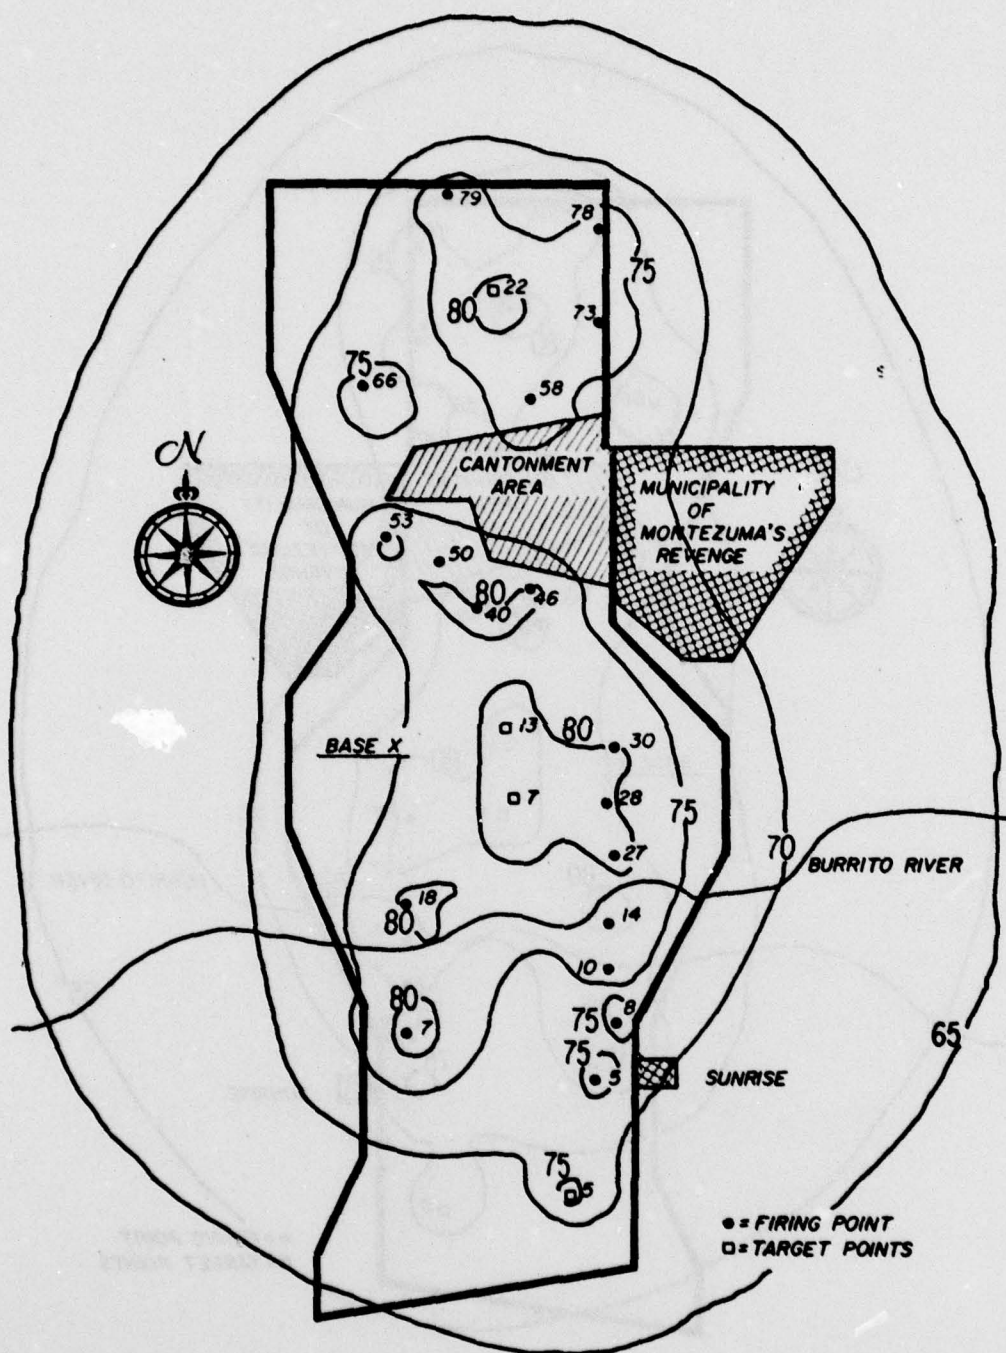 79
78
75
22
80
73
75
66
58
N
CANTONMENT
AREA
MUNICIPALITY
OF
MONTEZUMA'S
REVENGE
53
50
80
46
40
13
80
30
BASE X
7
28
75
27
70
BURRITO RIVER
18
80
14
10
80
7
8
75
75
5
65
SUNRISE
75
5
● = FIRING POINT
□ = TARGET POINTS